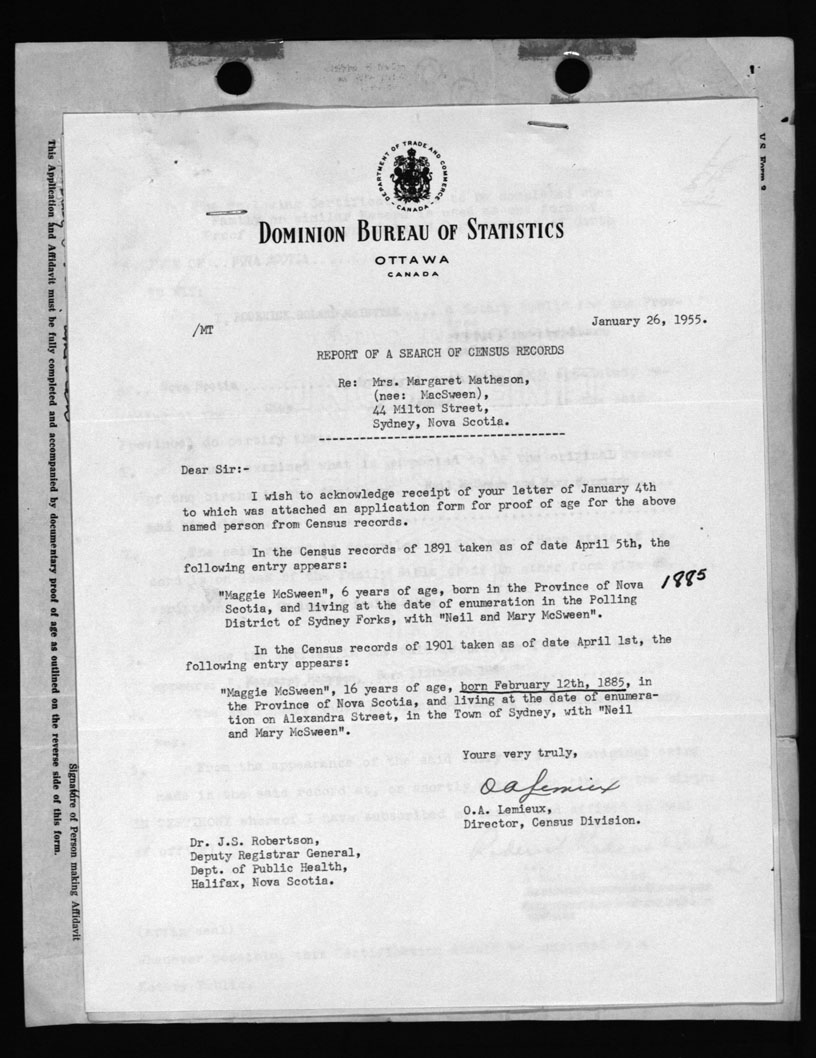 DEPARTMENT OF TRADE AND COMMERCE
CANADA
DOMINION BUREAU OF STATISTICS
OTTAWA
CANADA
/MT
January 26, 1955.
REPORT OF A SEARCH OF CENSUS RECORDS
Re: Mrs. Margaret Matheson,
(nee: MacSween),
44 Milton Street,
Sydney, Nova Scotia.
Dear Sir:-
I wish to acknowledge receipt of your letter of January 4th
to which was attached an application form for proof of age for the above
named person from Census records.
In the Census records of 1891 taken as of date April 5th, the
following entry appears:
"Maggie McSween", 6 years of age, born in the Province of Nova
Scotia, and living at the date of enumeration in the Polling
District of Sydney Forks, with "Neil and Mary McSween".
1885
In the Census records of 1901 taken as of date April 1st, the
following entry appears:
"Maggie McSween", 16 years of age, born February 12th, 1885, in
the Province of Nova Scotia, and living at the date of enumera-
tion on Alexandra Street, in the Town of Sydney, with "Neil
and Mary McSween".
Yours very truly,
OA Lemieux
O.A. Lemieux,
Director, Census Division.
Dr. J.S. Robertson,
Deputy Registrar General,
Dept. of Public Health,
Halifax, Nova Scotia.
This Application and Affidavit must be fully completed and accompanied by documentary proof of age as outlined on the reverse side of this form.
Signature of Person making Affidavit